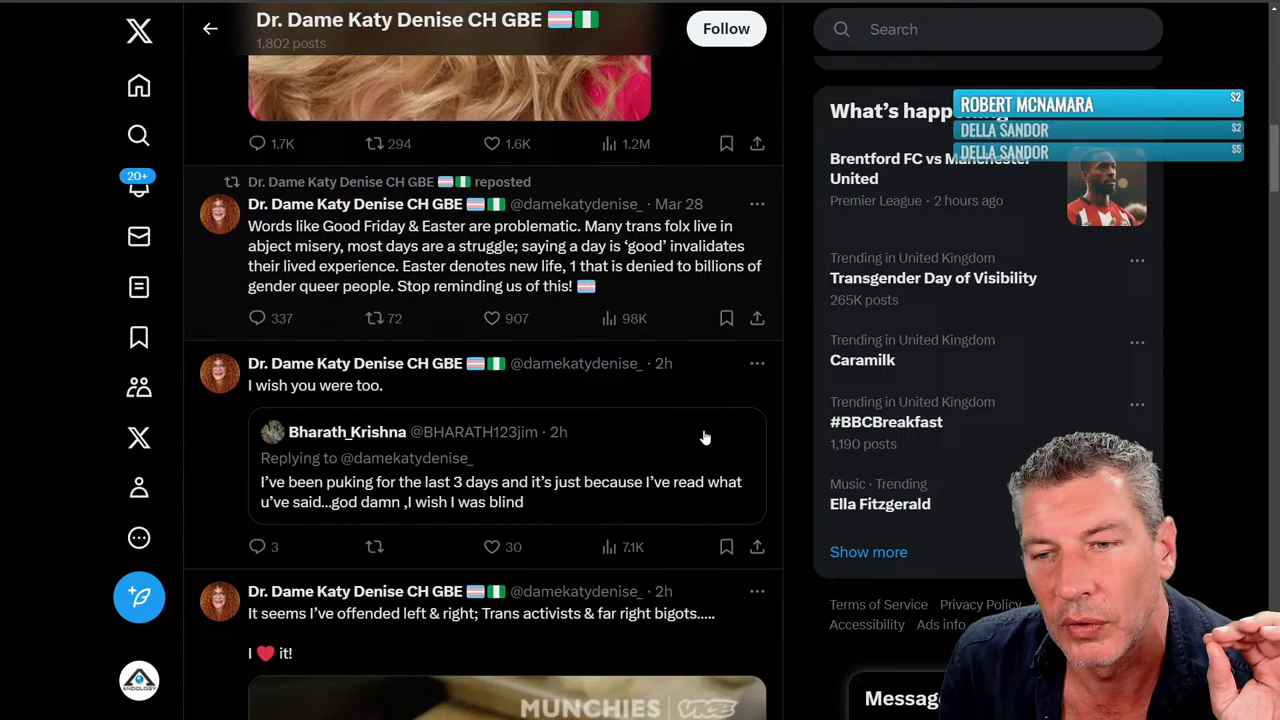 Dr. Dame Katy Denise CH GBE
1,802 posts
Follow
Search
1.7K
294
1.6K
1.2M
Dr. Dame Katy Denise CH GBE reposted
Dr. Dame Katy Denise CH GBE @damekatydenise_ · Mar 28
Words like Good Friday & Easter are problematic. Many trans folx live in
abject misery, most days are a struggle; saying a day is ‘good’ invalidates
their lived experience. Easter denotes new life, 1 that is denied to billions of
gender queer people. Stop reminding us of this!
337
72
907
98K
Dr. Dame Katy Denise CH GBE @damekatydenise_ · 2h
I wish you were too.
Bharath_Krishna @BHARATH123jim · 2h
Replying to @damekatydenise_
I’ve been puking for the last 3 days and it’s just because I’ve read what
u’ve said...god damn ,I wish I was blind
3
30
7.1K
Dr. Dame Katy Denise CH GBE @damekatydenise_ · 2h
It seems I’ve offended left & right; Trans activists & far right bigots.....
I ❤️ it!
MUNCHIES VICE
20+
ANDOLOGY
What’s happening
ROBERT MCNAMARA $2
DELLA SANDOR $2
DELLA SANDOR $5
Brentford FC vs Manchester
United
Premier League · 2 hours ago
Trending in United Kingdom
Transgender Day of Visibility
265K posts
Trending in United Kingdom
Caramilk
Trending in United Kingdom
#BBCBreakfast
1,190 posts
Music · Trending
Ella Fitzgerald
Show more
Terms of Service Privacy Policy
Accessibility Ads info
Messag